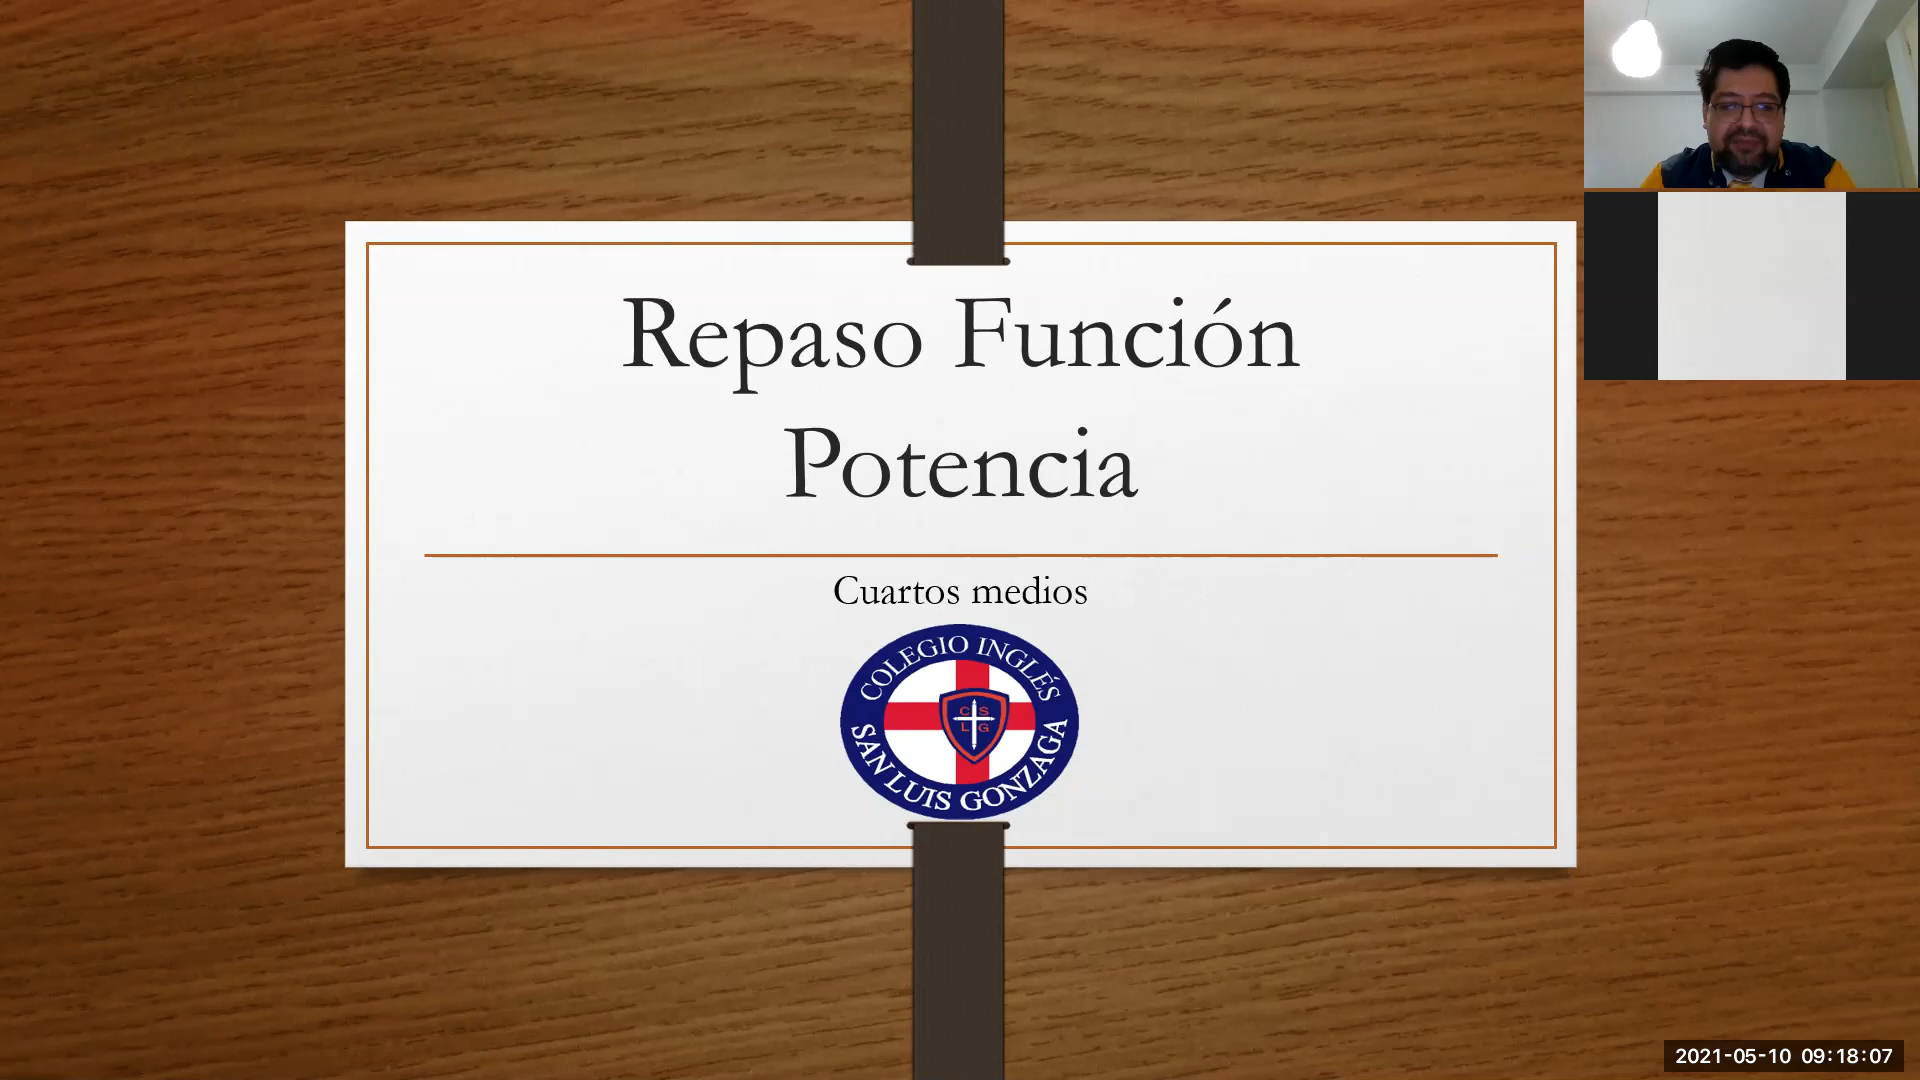 Repaso Función
Potencia
Cuartos medios
COLEGIO INGLÉS
C S
L G
SAN LUIS GONZAGA
2021-05-10 09:18:07